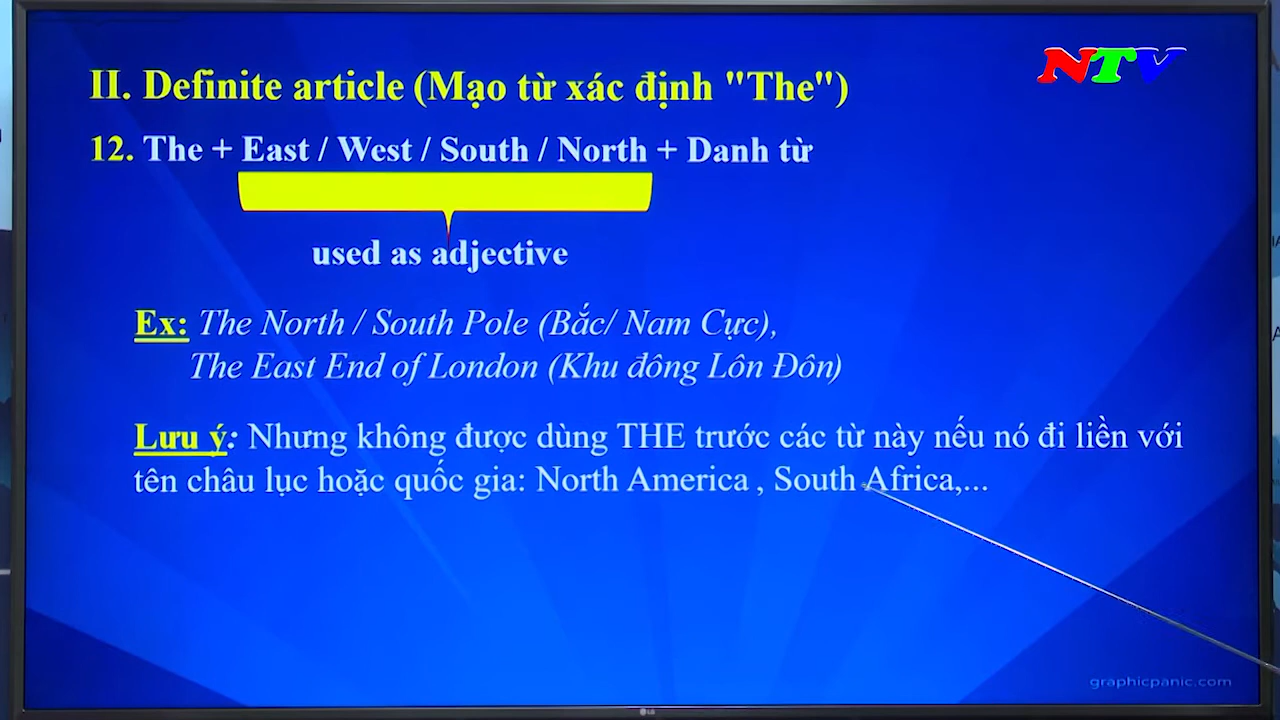 NTV
II. Definite article (Mạo từ xác định "The")
12. The + East / West / South / North + Danh từ
used as adjective
Ex: The North / South Pole (Bắc/ Nam Cực),
The East End of London (Khu đông Lôn Đôn)
Lưu ý: Nhưng không được dùng THE trước các từ này nếu nó đi liền với
tên châu lục hoặc quốc gia: North America , South Africa,...
graphicpanic.com
LG